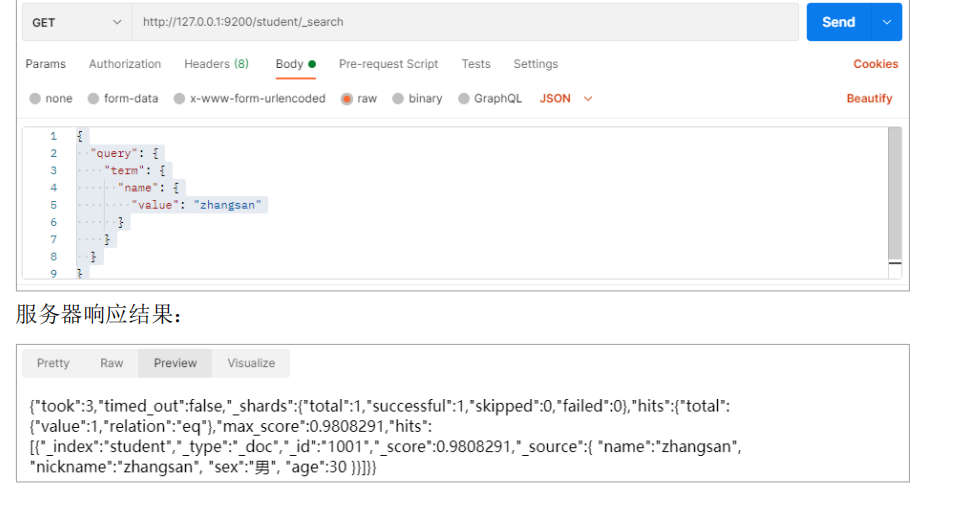 GET http://127.0.0.1:9200/student/_search Send
Params Authorization Headers (8) Body Pre-request Script Tests Settings Cookies
none form-data x-www-form-urlencoded raw binary GraphQL JSON Beautify
1 {
2 "query": {
3 "term": {
4 "name": {
5 "value": "zhangsan"
6 }
7 }
8 }
9 }
服务器响应结果：
Pretty Raw Preview Visualize
{"took":3,"timed_out":false,"_shards":{"total":1,"successful":1,"skipped":0,"failed":0},"hits":{"total":
{"value":1,"relation":"eq"},"max_score":0.9808291,"hits":
[{"_index":"student","_type":"_doc","_id":"1001","_score":0.9808291,"_source":{ "name":"zhangsan",
"nickname":"zhangsan", "sex":"男", "age":30 }}]}}